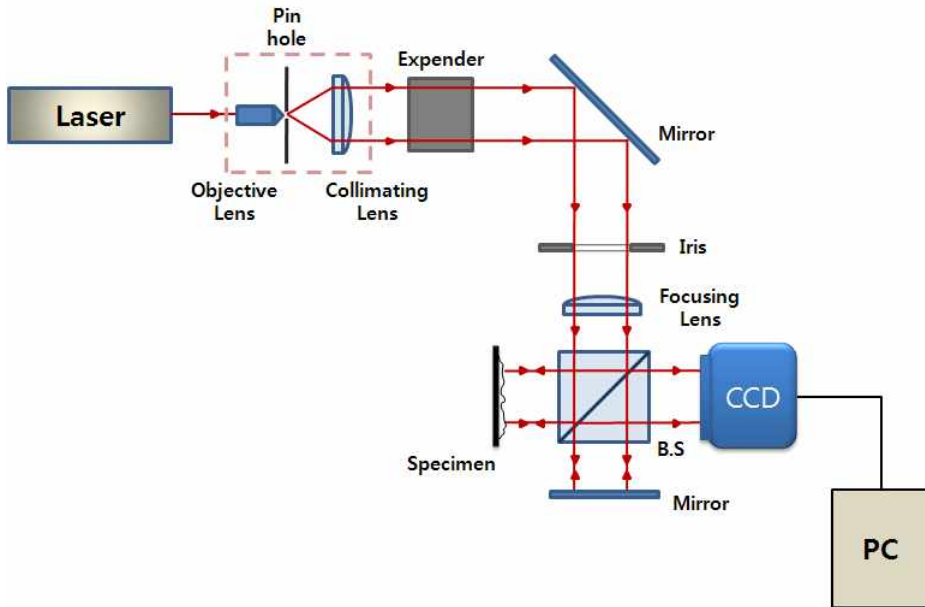 Pin
hole
Expender
Laser
Mirror
Objective
Lens
Collimating
Lens
Iris
Focusing
Lens
CCD
B.S
Specimen
Mirror
PC